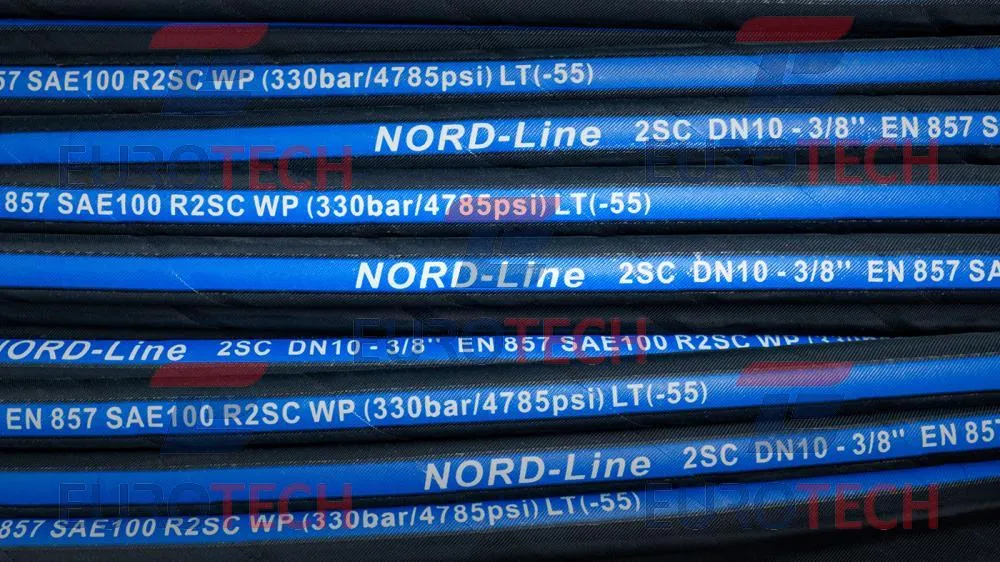 57 SAE100 R2SC WP (330bar/4785psi) LT(-55)
NORD-Line 2SC DN10 - 3/8" EN 857 S
857 SAE100 R2SC WP (330bar/4785psi) LT(-55)
NORD-Line 2SC DN10 - 3/8" EN 857 SA
NORD-Line 2SC DN10 - 3/8" EN 857 SAE100 R2SC WP
EN 857 SAE100 R2SC WP (330bar/4785psi) LT(-55)
NORD-Line 2SC DN10 - 3/8" EN 857
857 SAE100 R2SC WP (330bar/4785psi) LT(-55)
EUROTECH
EUROTECH
EUROTECH
EUROTECH
EUROTECH